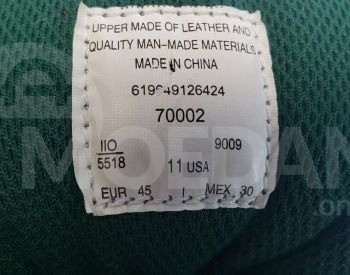 UPPER MADE OF LEATHER AND
QUALITY MAN-MADE MATERIALS
MADE IN CHINA
619949126424
70002
IIO 9009
5518 11 USA
EUR 45 I MEX 30